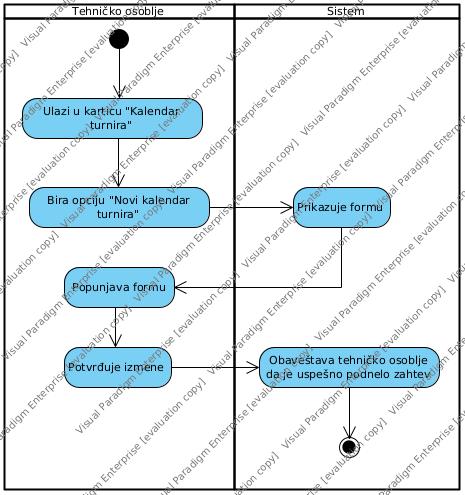 Tehničko osoblje
Sistem
Ulazi u karticu "Kalendar
turnira"
Bira opciju "Novi kalendar
turnira"
Prikazuje formu
Popunjava formu
Potvrđuje izmene
Obaveštava tehničko osoblje
da je uspešno podnelo zahtev
Visual Paradigm Enterprise [evaluation copy]